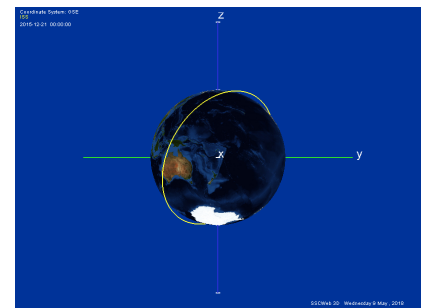 Coordinate System: GSE
ISS
2015-12-21 00:00:00
z
x
y
SSCWeb 3D Wednesday 9 May, 2018